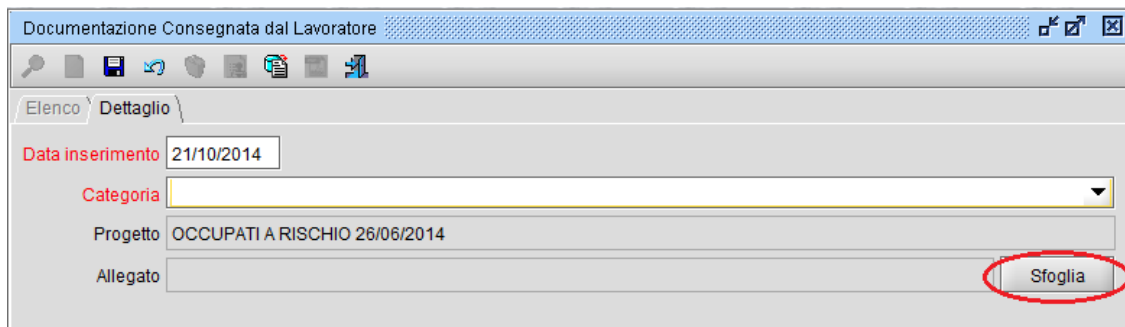 Documentazione Consegnata dal Lavoratore
Elenco Dettaglio
Data inserimento 21/10/2014
Categoria
Progetto OCCUPATI A RISCHIO 26/06/2014
Allegato Sfoglia